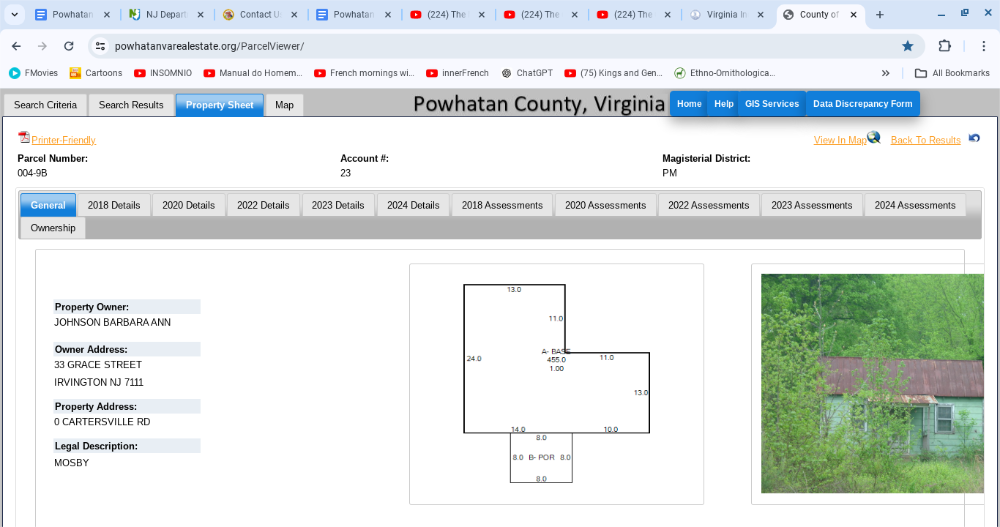 Powhatan
NJ Depart
Contact U
Powhatan
(224) The
(224) The
(224) The
Virginia In
County of
powhatanvarealestate.org/ParcelViewer/
FMovies
Cartoons
INSOMNIO
Manual do Homem...
French mornings wi...
innerFrench
ChatGPT
(75) Kings and Gen...
Ethno-Ornithologica...
All Bookmarks
Search Criteria
Search Results
Property Sheet
Map
Powhatan County, Virginia
Home
Help
GIS Services
Data Discrepancy Form
Printer-Friendly
View In Map
Back To Results
Parcel Number:
Account #:
Magisterial District:
004-9B
23
PM
General
2018 Details
2020 Details
2022 Details
2023 Details
2024 Details
2018 Assessments
2020 Assessments
2022 Assessments
2023 Assessments
2024 Assessments
Ownership
Property Owner:
JOHNSON BARBARA ANN
Owner Address:
33 GRACE STREET
IRVINGTON NJ 7111
Property Address:
0 CARTERSVILLE RD
Legal Description:
MOSBY
13.0
11.0
A- BASE
455.0
1.00
24.0
11.0
13.0
14.0
10.0
8.0
8.0 B- POR 8.0
8.0